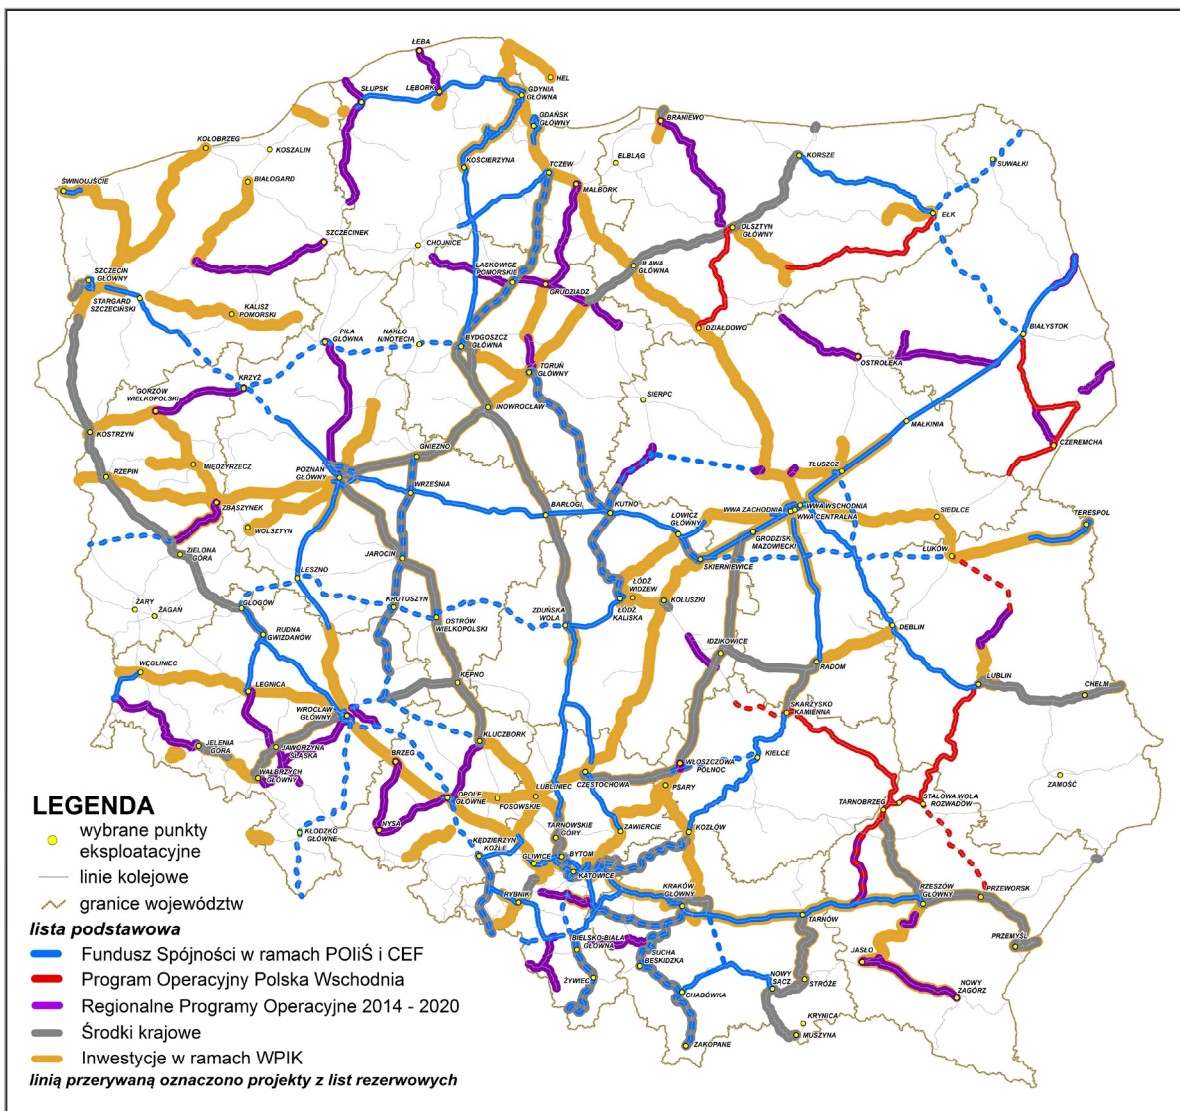 ŁEBA
HEL
SŁUPSK
LĘBORK
GDYNIA
GŁÓWNA
GDAŃSK
GŁÓWNY
BRANIEWO
KOŁOBRZEG
KOSZALIN
KOŚCIERZYNA
TCZEW
ELBLĄG
KORSZE
SUWAŁKI
ŚWINOUJŚCIE
BIAŁOGARD
MALBORK
EŁK
SZCZECINEK
CHOJNICE
OLSZTYN
GŁÓWNY
SZCZECIN
GŁÓWNY
LASKOWICE
POMORSKIE
IŁAWA
GŁÓWNA
GRUDZIĄDZ
STARGARD
SZCZECIŃSKI
KALISZ
POMORSKI
DZIAŁDOWO
BIAŁYSTOK
PIŁA
GŁÓWNA
NAKŁO
N/NOTECIĄ
BYDGOSZCZ
GŁÓWNA
OSTROŁĘKA
TORUŃ
GŁÓWNY
KRZYŻ
GORZÓW
WIELKOPOLSKI
SIERPC
INOWROCŁAW
MAŁKINIA
KOSTRZYN
CZEREMCHA
GNIEZNO
RZEPIN
MIĘDZYRZECZ
POZNAŃ
GŁÓWNY
TŁUSZCZ
WRZEŚNIA
ZBĄSZYNEK
BARŁOGI
KUTNO
WWA ZACHODNIA
WWA WSCHODNIA
WWA CENTRALNA
SIEDLCE
TERESPOL
WOLSZTYN
ŁOWICZ
GŁÓWNY
GRODZISK
MAZOWIECKI
ZIELONA
GÓRA
JAROCIN
SKIERNIEWICE
ŁUKÓW
LESZNO
ŁÓDŹ
WIDZEW
KOLUSZKI
ŻARY
ŻAGAŃ
GŁOGÓW
KROTOSZYN
ZDUŃSKA
WOLA
ŁÓDŹ
KALISKA
OSTRÓW
WIELKOPOLSKI
RUDNA
GWIZDANÓW
DĘBLIN
IDZIKOWICE
RADOM
WĘGLINIEC
LEGNICA
KĘPNO
LUBLIN
CHEŁM
WROCŁAW
GŁÓWNY
SKARŻYSKO
KAMIENNA
JELENIA
GÓRA
JAWORZYNA
ŚLĄSKA
KLUCZBORK
KIELCE
BRZEG
WŁOSZCZOWA
PÓŁNOC
WAŁBRZYCH
GŁÓWNY
CZĘSTOCHOWA
ZAMOŚĆ
OPOLE
GŁÓWNE
FOSOWSKIE
LUBLINIEC
PSARY
STALOWA WOLA
ROZWADÓW
TARNOBRZEG
NYSA
KŁODZKO
GŁÓWNE
TARNOWSKIE
GÓRY
ZAWIERCIE
KOZŁÓW
KĘDZIERZYN
KOŹLE
GLIWICE
BYTOM
KATOWICE
RYBNIK
KRAKÓW
GŁÓWNY
RZESZÓW
GŁÓWNY
PRZEWORSK
TARNÓW
PRZEMYŚL
BIELSKO-BIAŁA
GŁÓWNA
SUCHA
BESKIDZKA
JASŁO
ŻYWIEC
CHABÓWKA
NOWY
SĄCZ
STRÓŻE
NOWY
ZAGÓRZ
KRYNICA
MUSZYNA
ZAKOPANE
LEGENDA
wybrane punkty
eksploatacyjne
linie kolejowe
granice województw
lista podstawowa
Fundusz Spójności w ramach POIiŚ i CEF
Program Operacyjny Polska Wschodnia
Regionalne Programy Operacyjne 2014 - 2020
Środki krajowe
Inwestycje w ramach WPIK
linią przerywaną oznaczono projekty z list rezerwowych